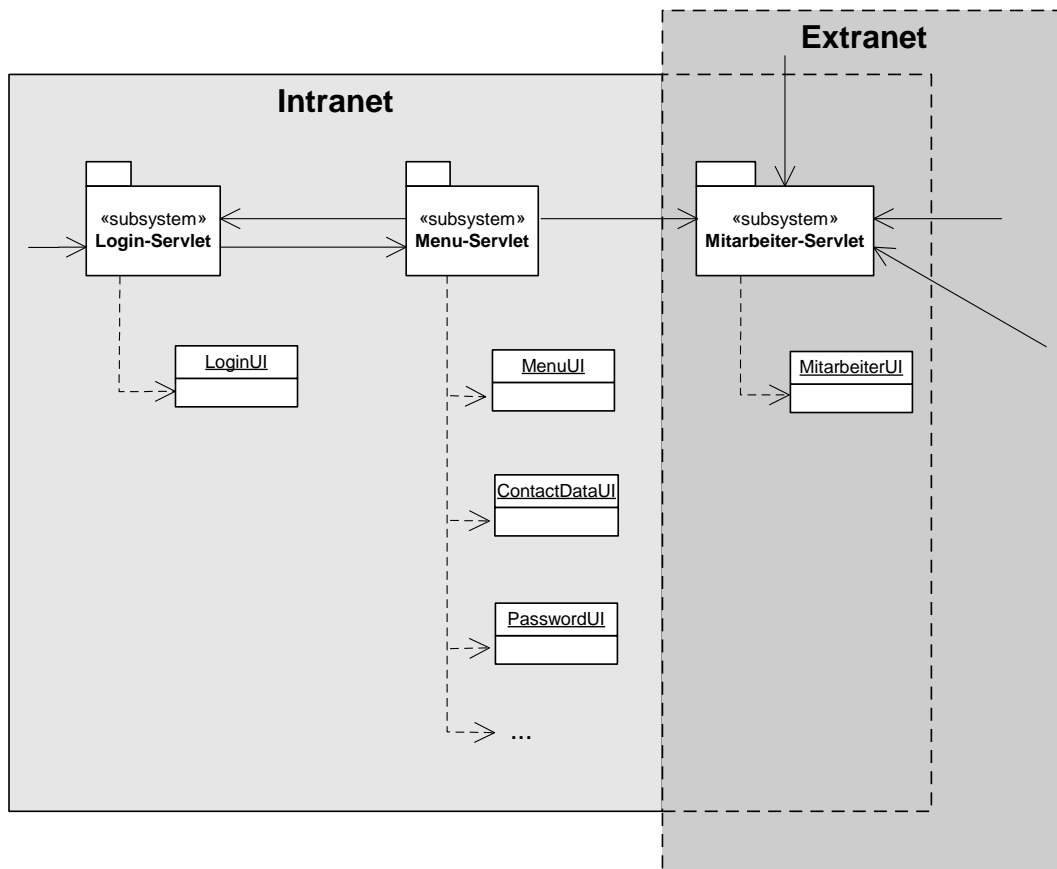 Extranet
Intranet
«subsystem»
Login-Servlet
«subsystem»
Menu-Servlet
«subsystem»
Mitarbeiter-Servlet
LoginUI
MenuUI
MitarbeiterUI
ContactDataUI
PasswordUI
...